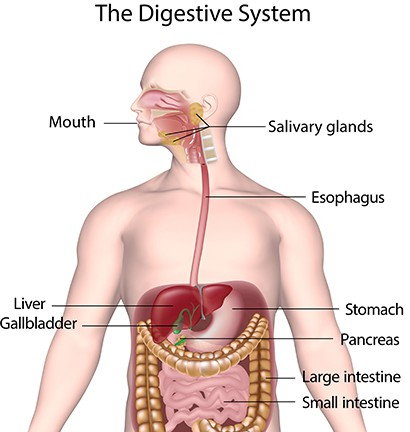 The Digestive System
Mouth
Salivary glands
Esophagus
Liver
Gallbladder
Stomach
Pancreas
Large intestine
Small intestine